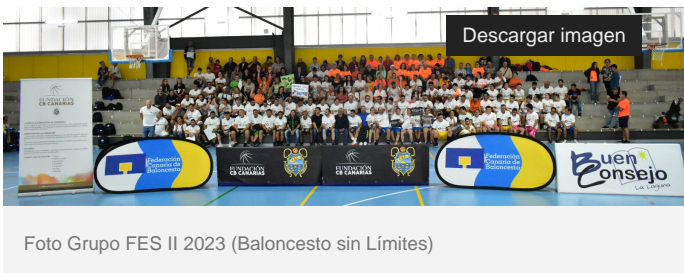 Descargar imagen
FUNDACIÓN
CB CANARIAS
Federación
Canaria de
Baloncesto
FUNDACIÓN
CB CANARIAS
FUNDACIÓN
CB CANARIAS
Federación
Canaria de
Baloncesto
Buen
Consejo
La Laguna
Foto Grupo FES II 2023 (Baloncesto sin Límites)